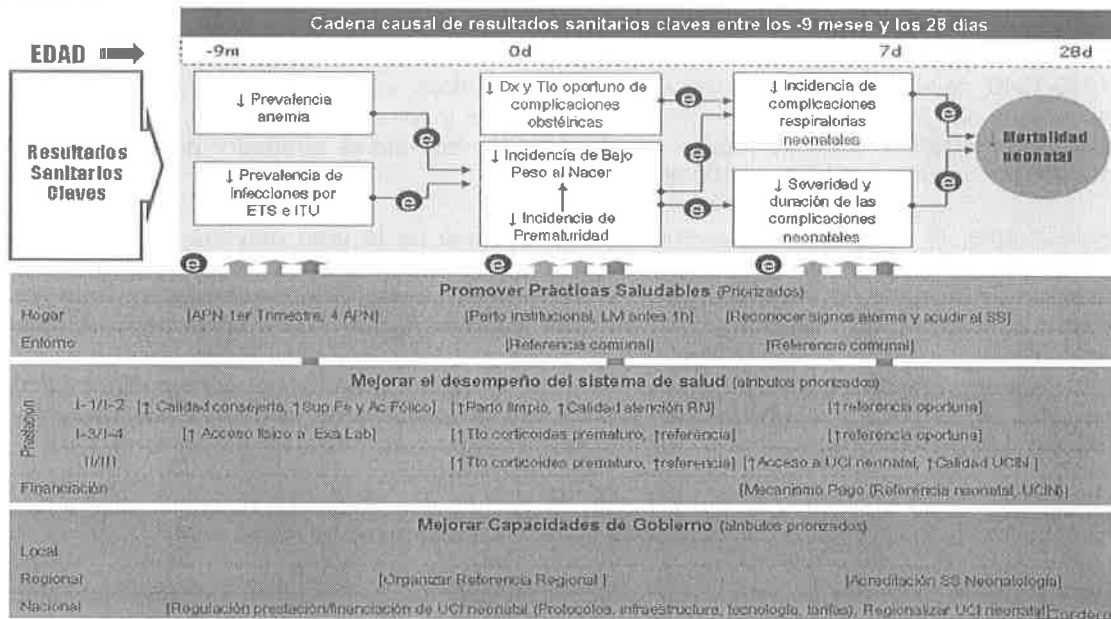 Cadena causal de resultados sanitarios claves entre los -9 meses y los 28 días
EDAD
-9m 0d 7d 28d
Resultados
Sanitarios
Claves
↓ Prevalencia
anemia
↓ Prevalencia de
infecciones por
ETS e ITU
↓ Dx y Tto oportuno de
complicaciones
obstétricas
↓ Incidencia de Bajo
Peso al Nacer
↓ Incidencia de
Prematuridad
↓ Incidencia de
complicaciones
respiratorias
neonatales
↓ Severidad y
duración de las
complicaciones
neonatales
↓ Mortalidad
neonatal
e e e e e e
e e e
Promover Prácticas Saludables (Priorizados)
Hogar [APN 1er Trimestre, 4 APN] [Parto institucional, LM antes 1h] [Reconocer signos alarma y acudir al SS]
Entorno [Referencia comunal] [Referencia comunal]
Mejorar el desempeño del sistema de salud (atributos priorizados)
Prestación
I-1/I-2 [↑ Calidad consejería, ↑Sup Fe y Ac Fólico] [↑Parto limpio, ↑Calidad atención RN] [↑referencia oportuna]
I-3/I-4 [↑ Acceso físico a Exa Lab] [↑Tto corticoides prematuro, ↑referencia] [↑referencia oportuna]
II/III [↑Tto corticoides prematuro, ↑referencia] [↑Acceso a UCI neonatal, ↑Calidad UCIN ]
Financiación [Mecanismo Pago (Referencia neonatal, UCIN)]
Mejorar Capacidades de Gobierno (atributos priorizados)
Local
Regional [Organizar Referencia Regional ] [Acreditación SS Neonatología]
Nacional [Regulación prestación/financiación de UCI neonatal (Protocolos, infraestructura, tecnología, tarifas), Regionalizar UCI neonatal]